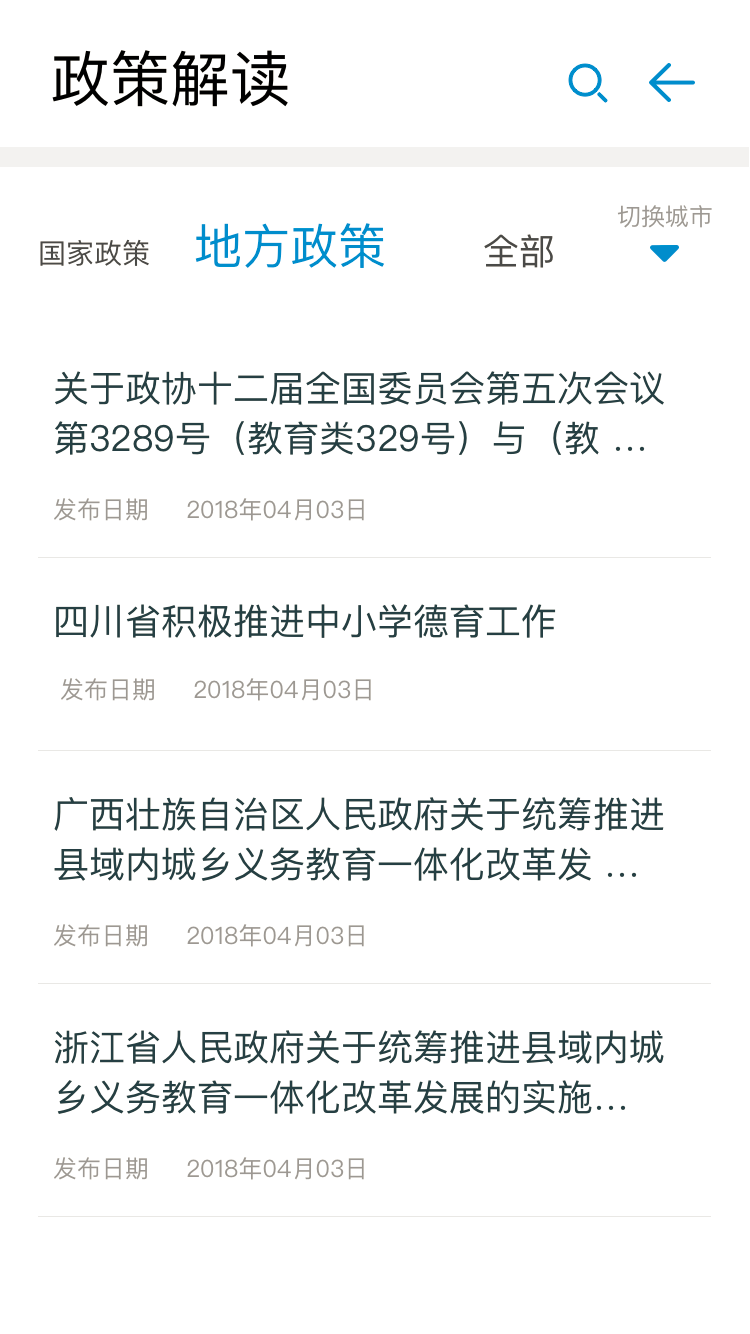 政策解读
切换城市
国家政策 地方政策 全部
关于政协十二届全国委员会第五次会议
第3289号（教育类329号）与（教 ...
发布日期 2018年04月03日
四川省积极推进中小学德育工作
发布日期 2018年04月03日
广西壮族自治区人民政府关于统筹推进
县域内城乡义务教育一体化改革发 ...
发布日期 2018年04月03日
浙江省人民政府关于统筹推进县域内城
乡义务教育一体化改革发展的实施...
发布日期 2018年04月03日